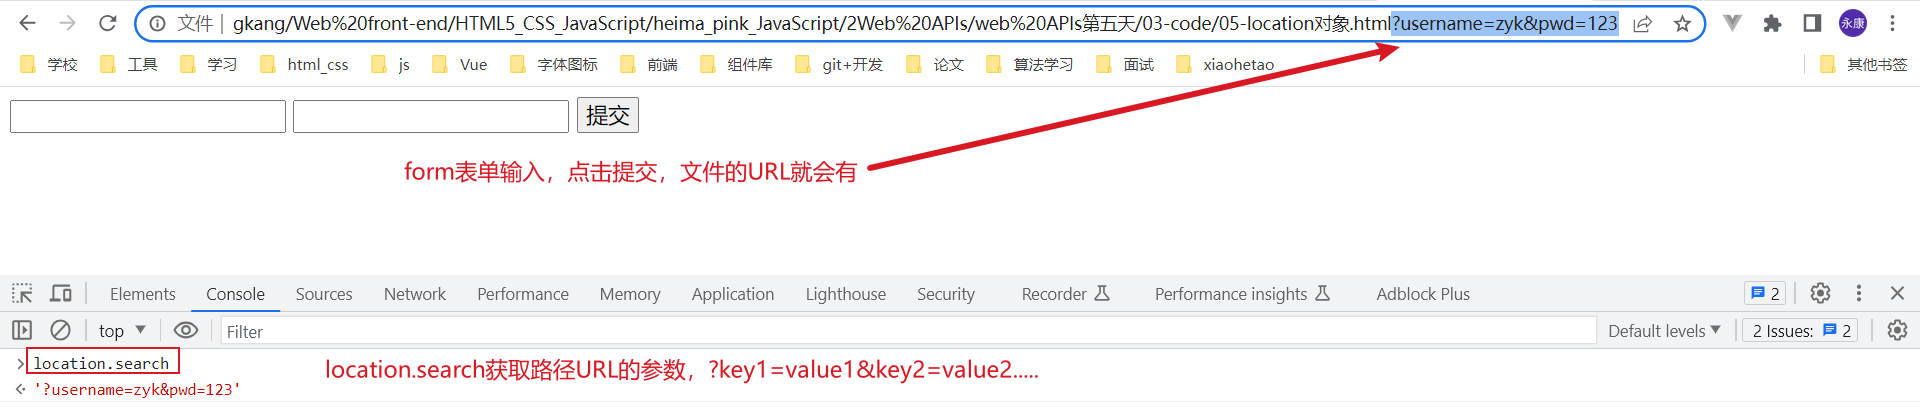 文件 | gkang/Web%20front-end/HTML5_CSS_JavaScript/heima_pink_JavaScript/2Web%20APIs/web%20APIs第五天/03-code/05-location对象.html?username=zyk&pwd=123 永康
学校 工具 学习 html_css js Vue 字体图标 前端 组件库 git+开发 论文 算法学习 面试 xiaohetao 其他书签
提交
form表单输入，点击提交，文件的URL就会有
Elements Console Sources Network Performance Memory Application Lighthouse Security Recorder Performance insights Adblock Plus 2
top Filter Default levels 2 Issues: 2
> location.search
location.search获取路径URL的参数，?key1=value1&key2=value2.....
'?username=zyk&pwd=123'